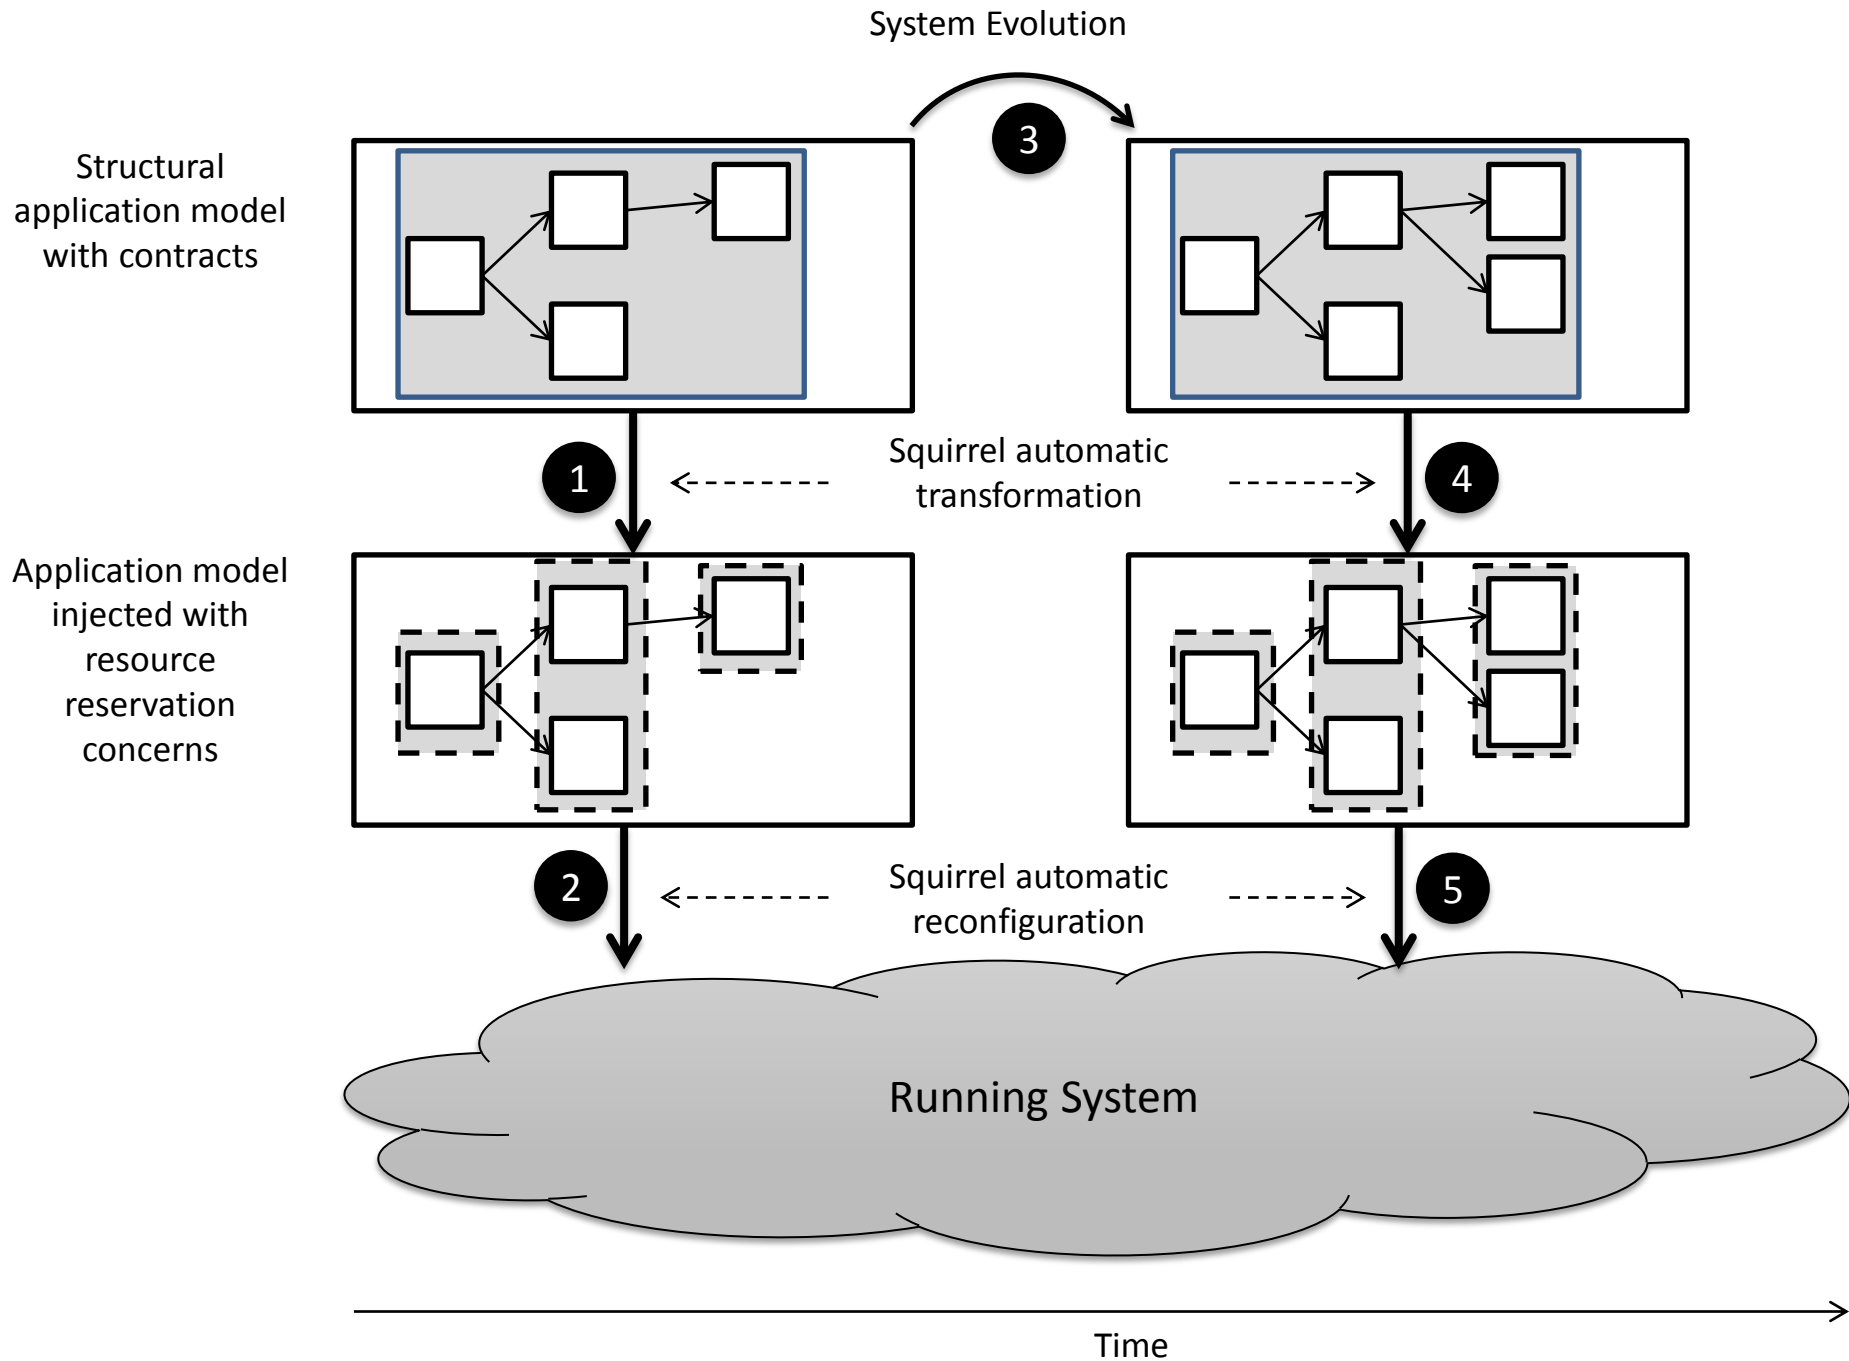 System Evolution
3
Structural
application model
with contracts
1
Squirrel automatic
transformation
4
Application model
injected with
resource
reservation
concerns
2
Squirrel automatic
reconfiguration
5
Running System
Time